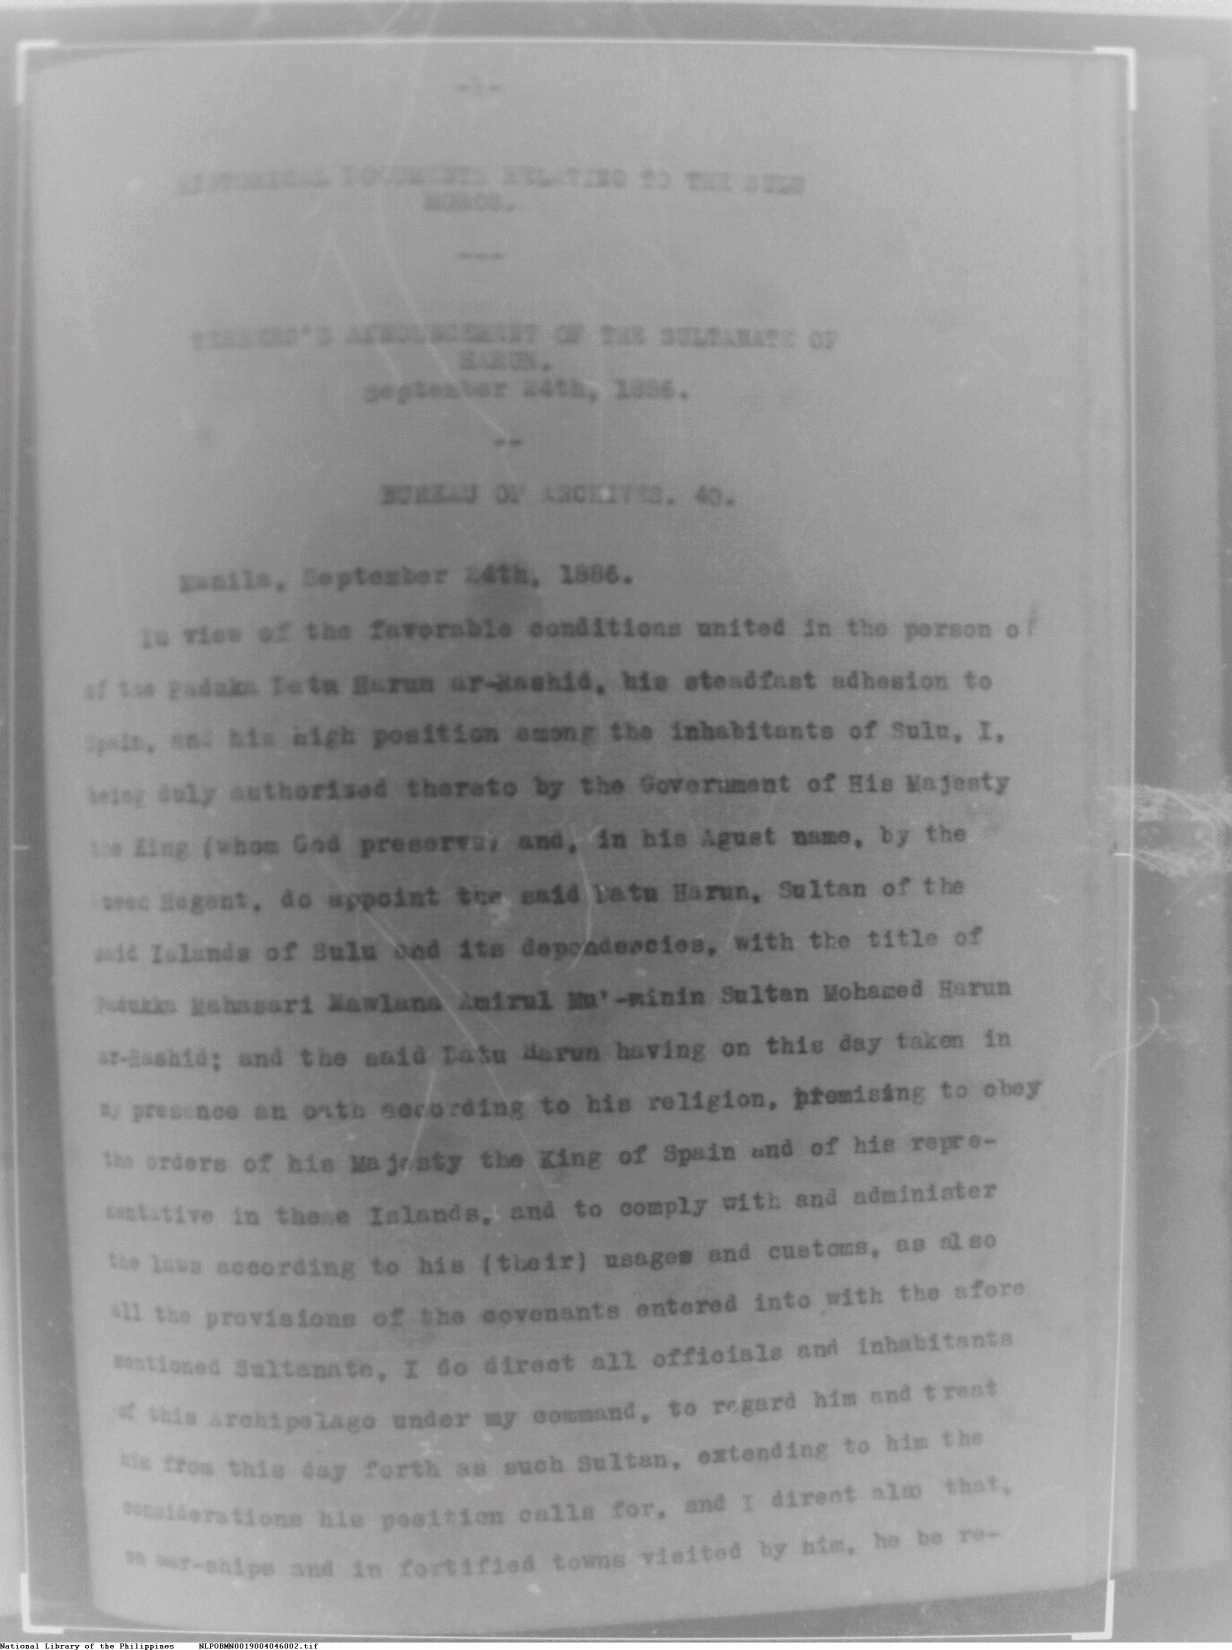 -1-
HISTORICAL DOCUMENTS RELATING TO THE SULU
MOROS.
---
TERRERO'S ANNOUNCEMENT OF THE SULTANATE OF
HARUN.
September 24th, 1886.
--
BUREAU OF ARCHIVES. 40.
Manila, September 24th, 1886.
In view of the favorable conditions united in the person of
of the Paduka Datu Harun ar-Rashid, his steadfast adhesion to
Spain, and his high position among the inhabitants of Sulu, I,
being duly authorized thereto by the Government of His Majesty
the King (whom God preserve) and, in his Agust name, by the
Queen Regent, do appoint the said Datu Harun, Sultan of the
said Islands of Sulu and its dependencies, with the title of
Padukka Mahasari Mawlana Amirul Mu'-minin Sultan Mohamed Harun
ar-Rashid; and the said Datu Harun having on this day taken in
my presence an oath according to his religion, promising to obey
the orders of his Majesty the King of Spain and of his repre-
sentative in these Islands, and to comply with and administer
the laws according to his (their) usages and customs, as also
all the provisions of the covenants entered into with the afore
mentioned Sultanate, I do direct all officials and inhabitants
of this Archipelago under my command, to regard him and treat
him from this day forth as such Sultan, extending to him the
considerations his position calls for, and I direct also that,
on war-ships and in fortified towns visited by him, he be re-
National Library of the Philippines NLPOBMN0019004046002.tif